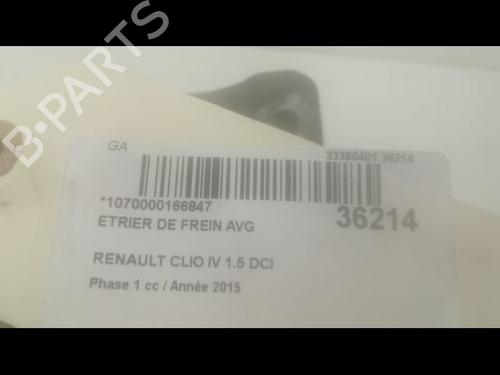 B-PARTS
GA
33380401 36214
*1070000166847
36214
ETRIER DE FREIN AVG
RENAULT CLIO IV 1.5 DCI
Phase 1 cc / Année 2015